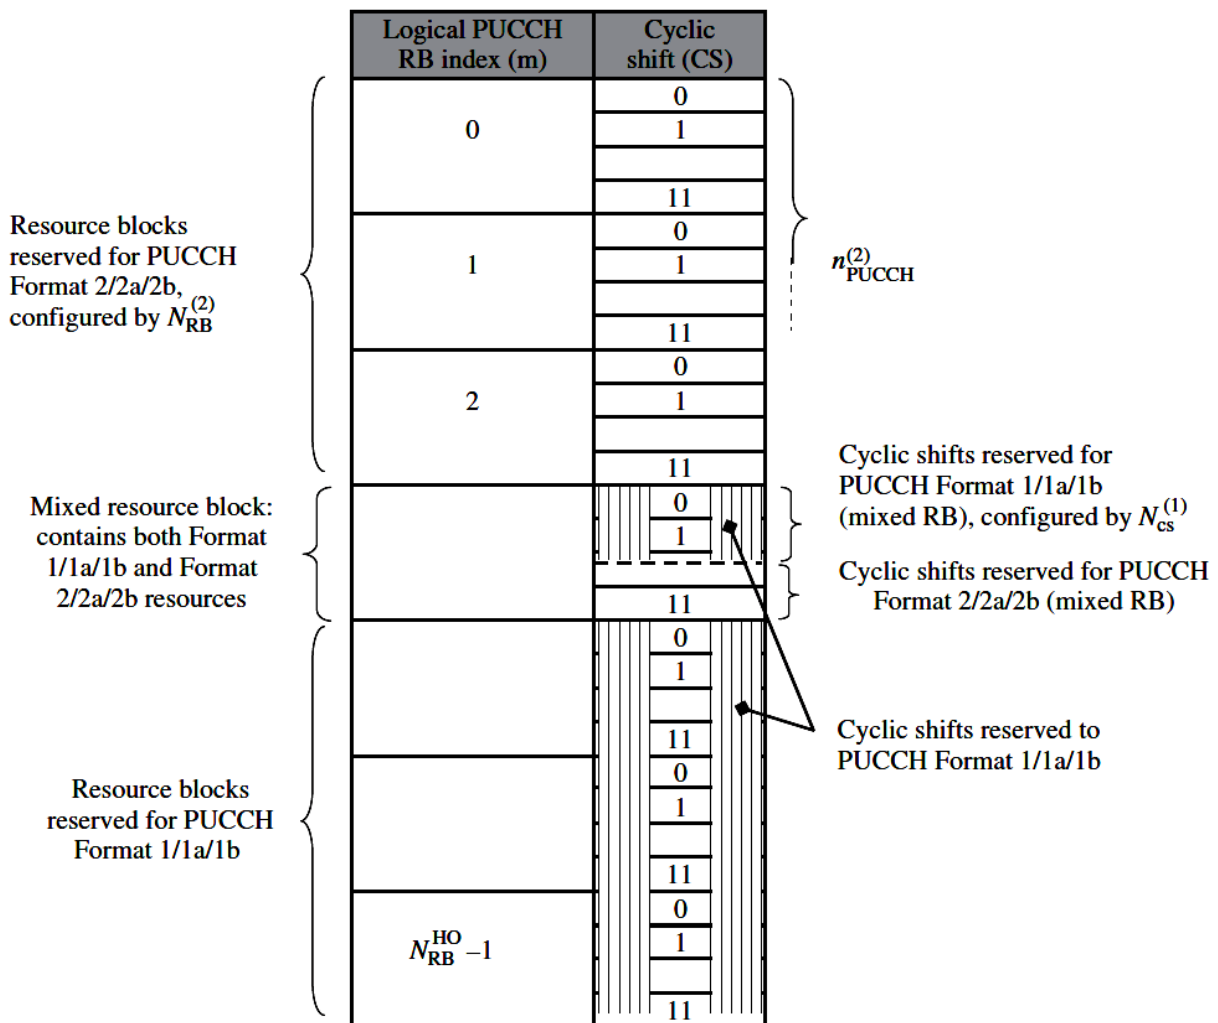 Logical PUCCH
RB index (m)
Cyclic
shift (CS)
0
0
1
11
1
0
1
11
2
0
1
11
0
1
11
0
1
11
0
1
11
N_RB^HO –1
0
1
11
Resource blocks
reserved for PUCCH
Format 2/2a/2b,
configured by N_RB^(2)
Mixed resource block:
contains both Format
1/1a/1b and Format
2/2a/2b resources
Resource blocks
reserved for PUCCH
Format 1/1a/1b
n_PUCCH^(2)
Cyclic shifts reserved for
PUCCH Format 1/1a/1b
(mixed RB), configured by N_cs^(1)
Cyclic shifts reserved for PUCCH
Format 2/2a/2b (mixed RB)
Cyclic shifts reserved to
PUCCH Format 1/1a/1b